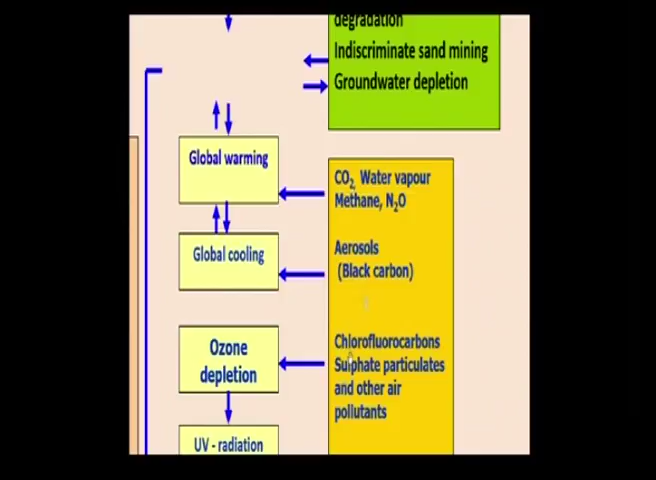 degradation
Indiscriminate sand mining
Groundwater depletion
Global warming
CO2, Water vapour
Methane, N2O
Global cooling
Aerosols
(Black carbon)
Ozone
depletion
Chlorofluorocarbons
Sulphate particulates
and other air
pollutants
UV - radiation